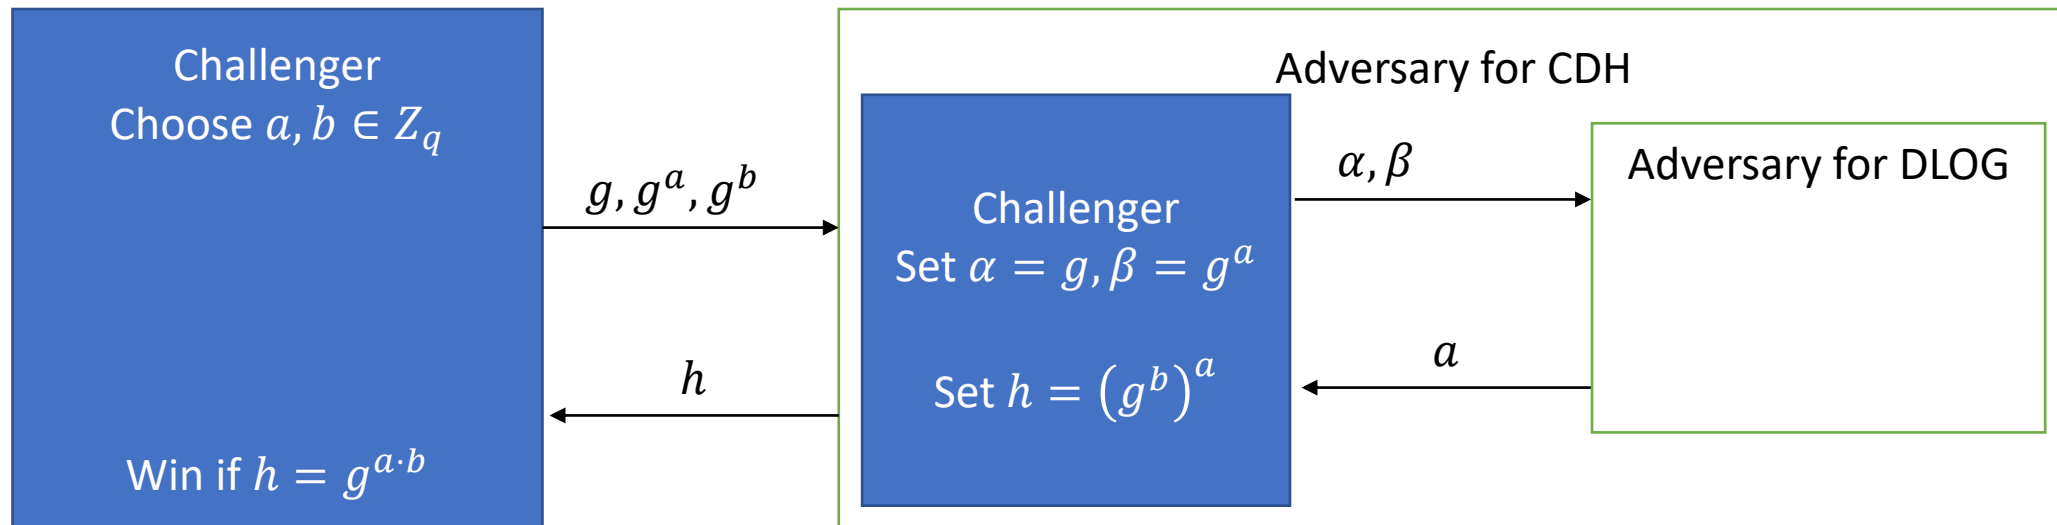 Challenger
Choose a, b ∈ Z_q
Win if h = g^{a·b}
g, g^a, g^b
h
Adversary for CDH
Challenger
Set α = g, β = g^a
Set h = (g^b)^a
α, β
a
Adversary for DLOG